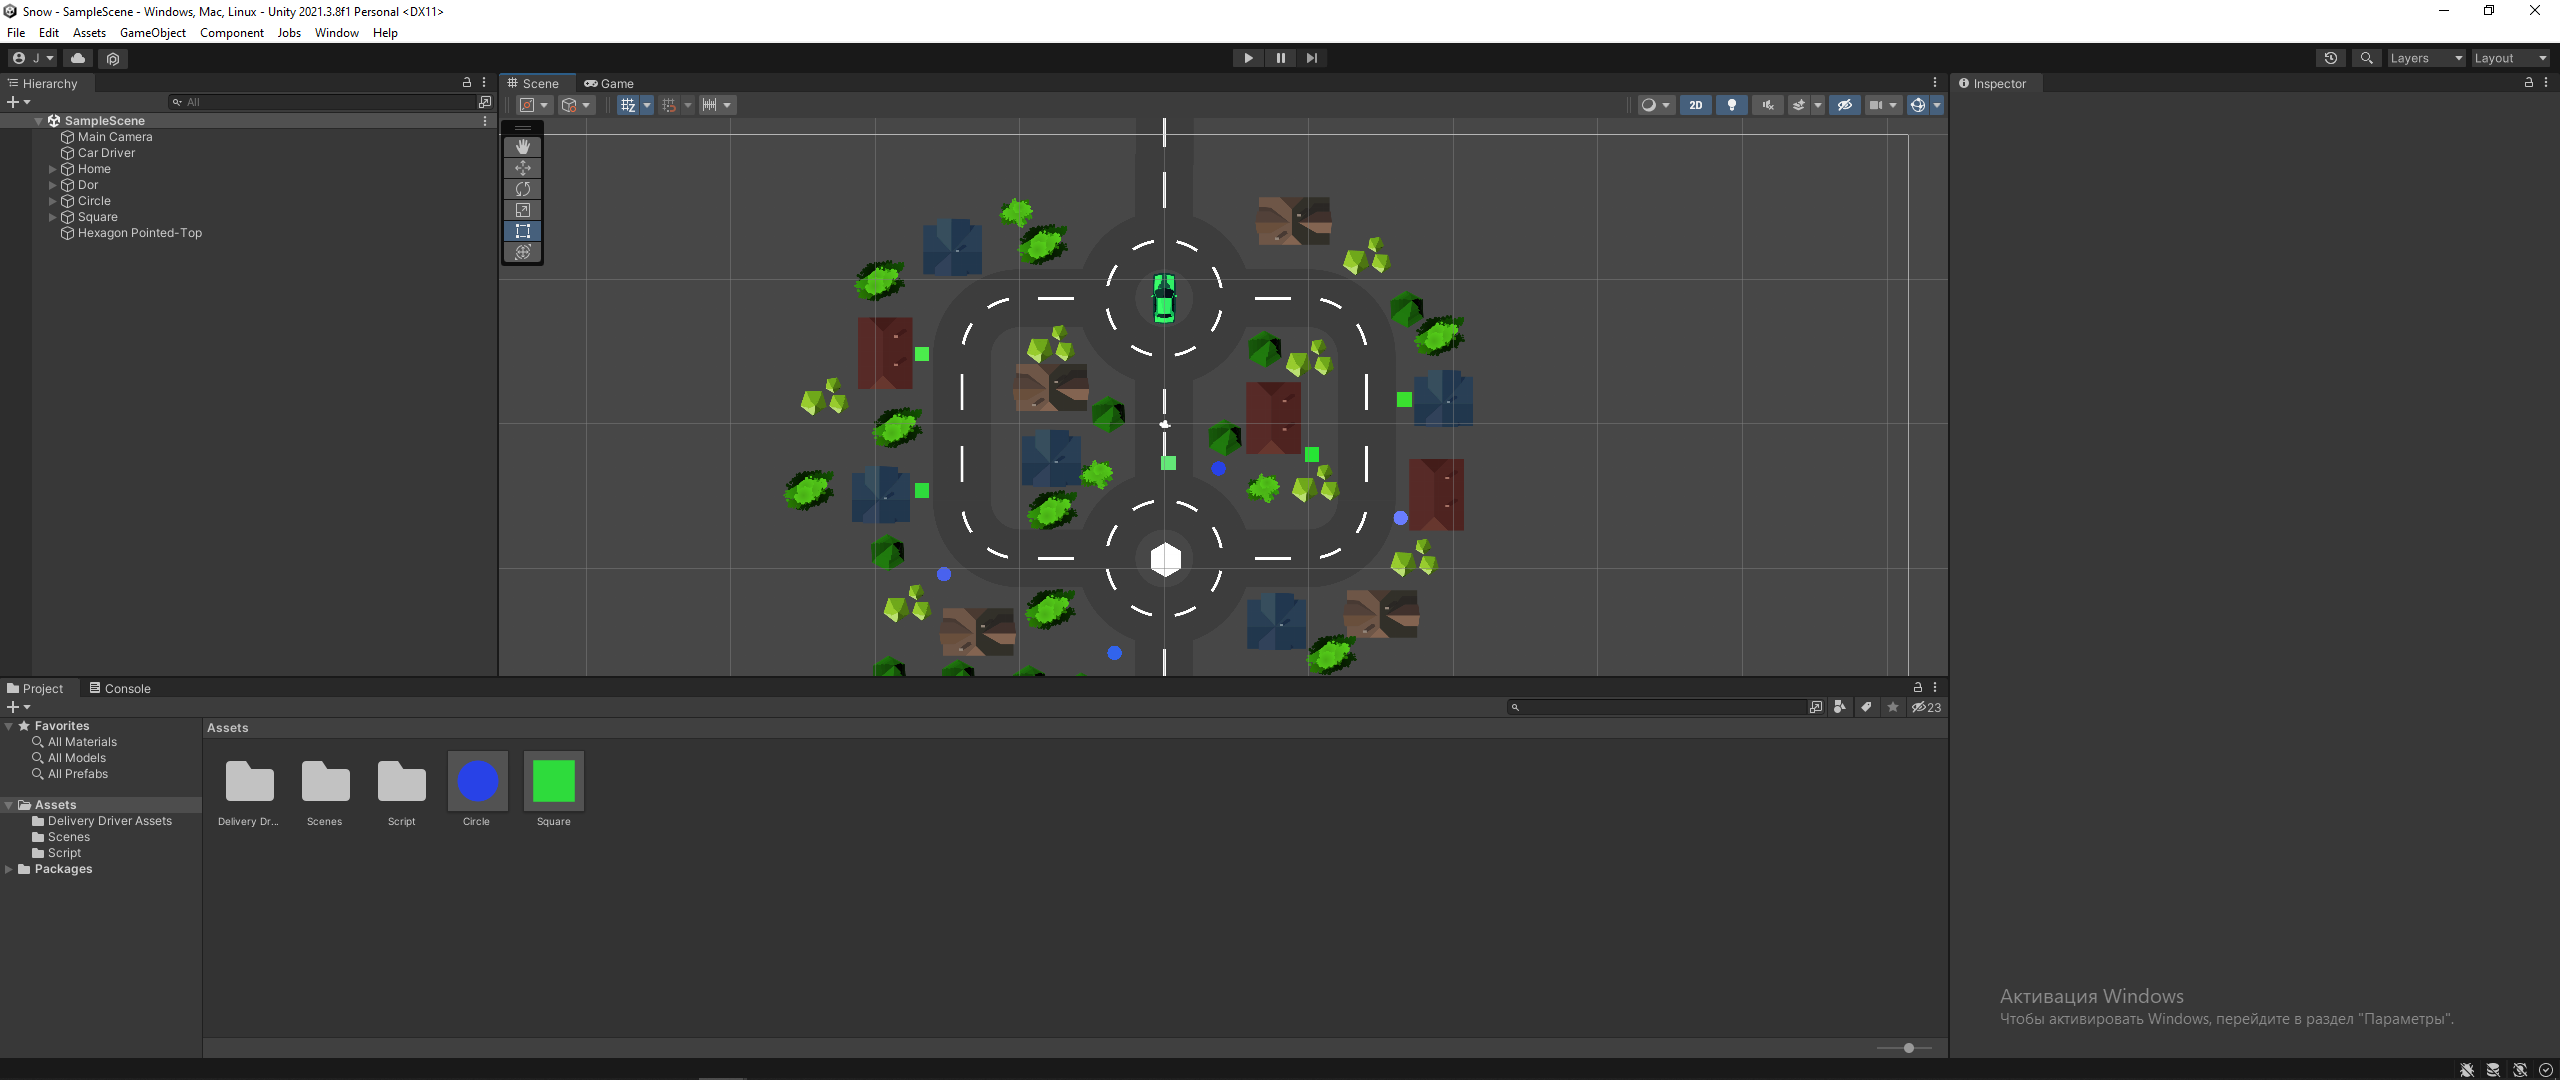 Snow - SampleScene - Windows, Mac, Linux - Unity 2021.3.8f1 Personal <DX11>
File Edit Assets GameObject Component Jobs Window Help
J
Layers
Layout
Hierarchy
All
SampleScene
Main Camera
Car Driver
Home
Dor
Circle
Square
Hexagon Pointed-Top
Scene
Game
2D
Inspector
Project
Console
23
Favorites
All Materials
All Models
All Prefabs
Assets
Delivery Driver Assets
Scenes
Script
Packages
Assets
Delivery Dr...
Scenes
Script
Circle
Square
Активация Windows
Чтобы активировать Windows, перейдите в раздел "Параметры".